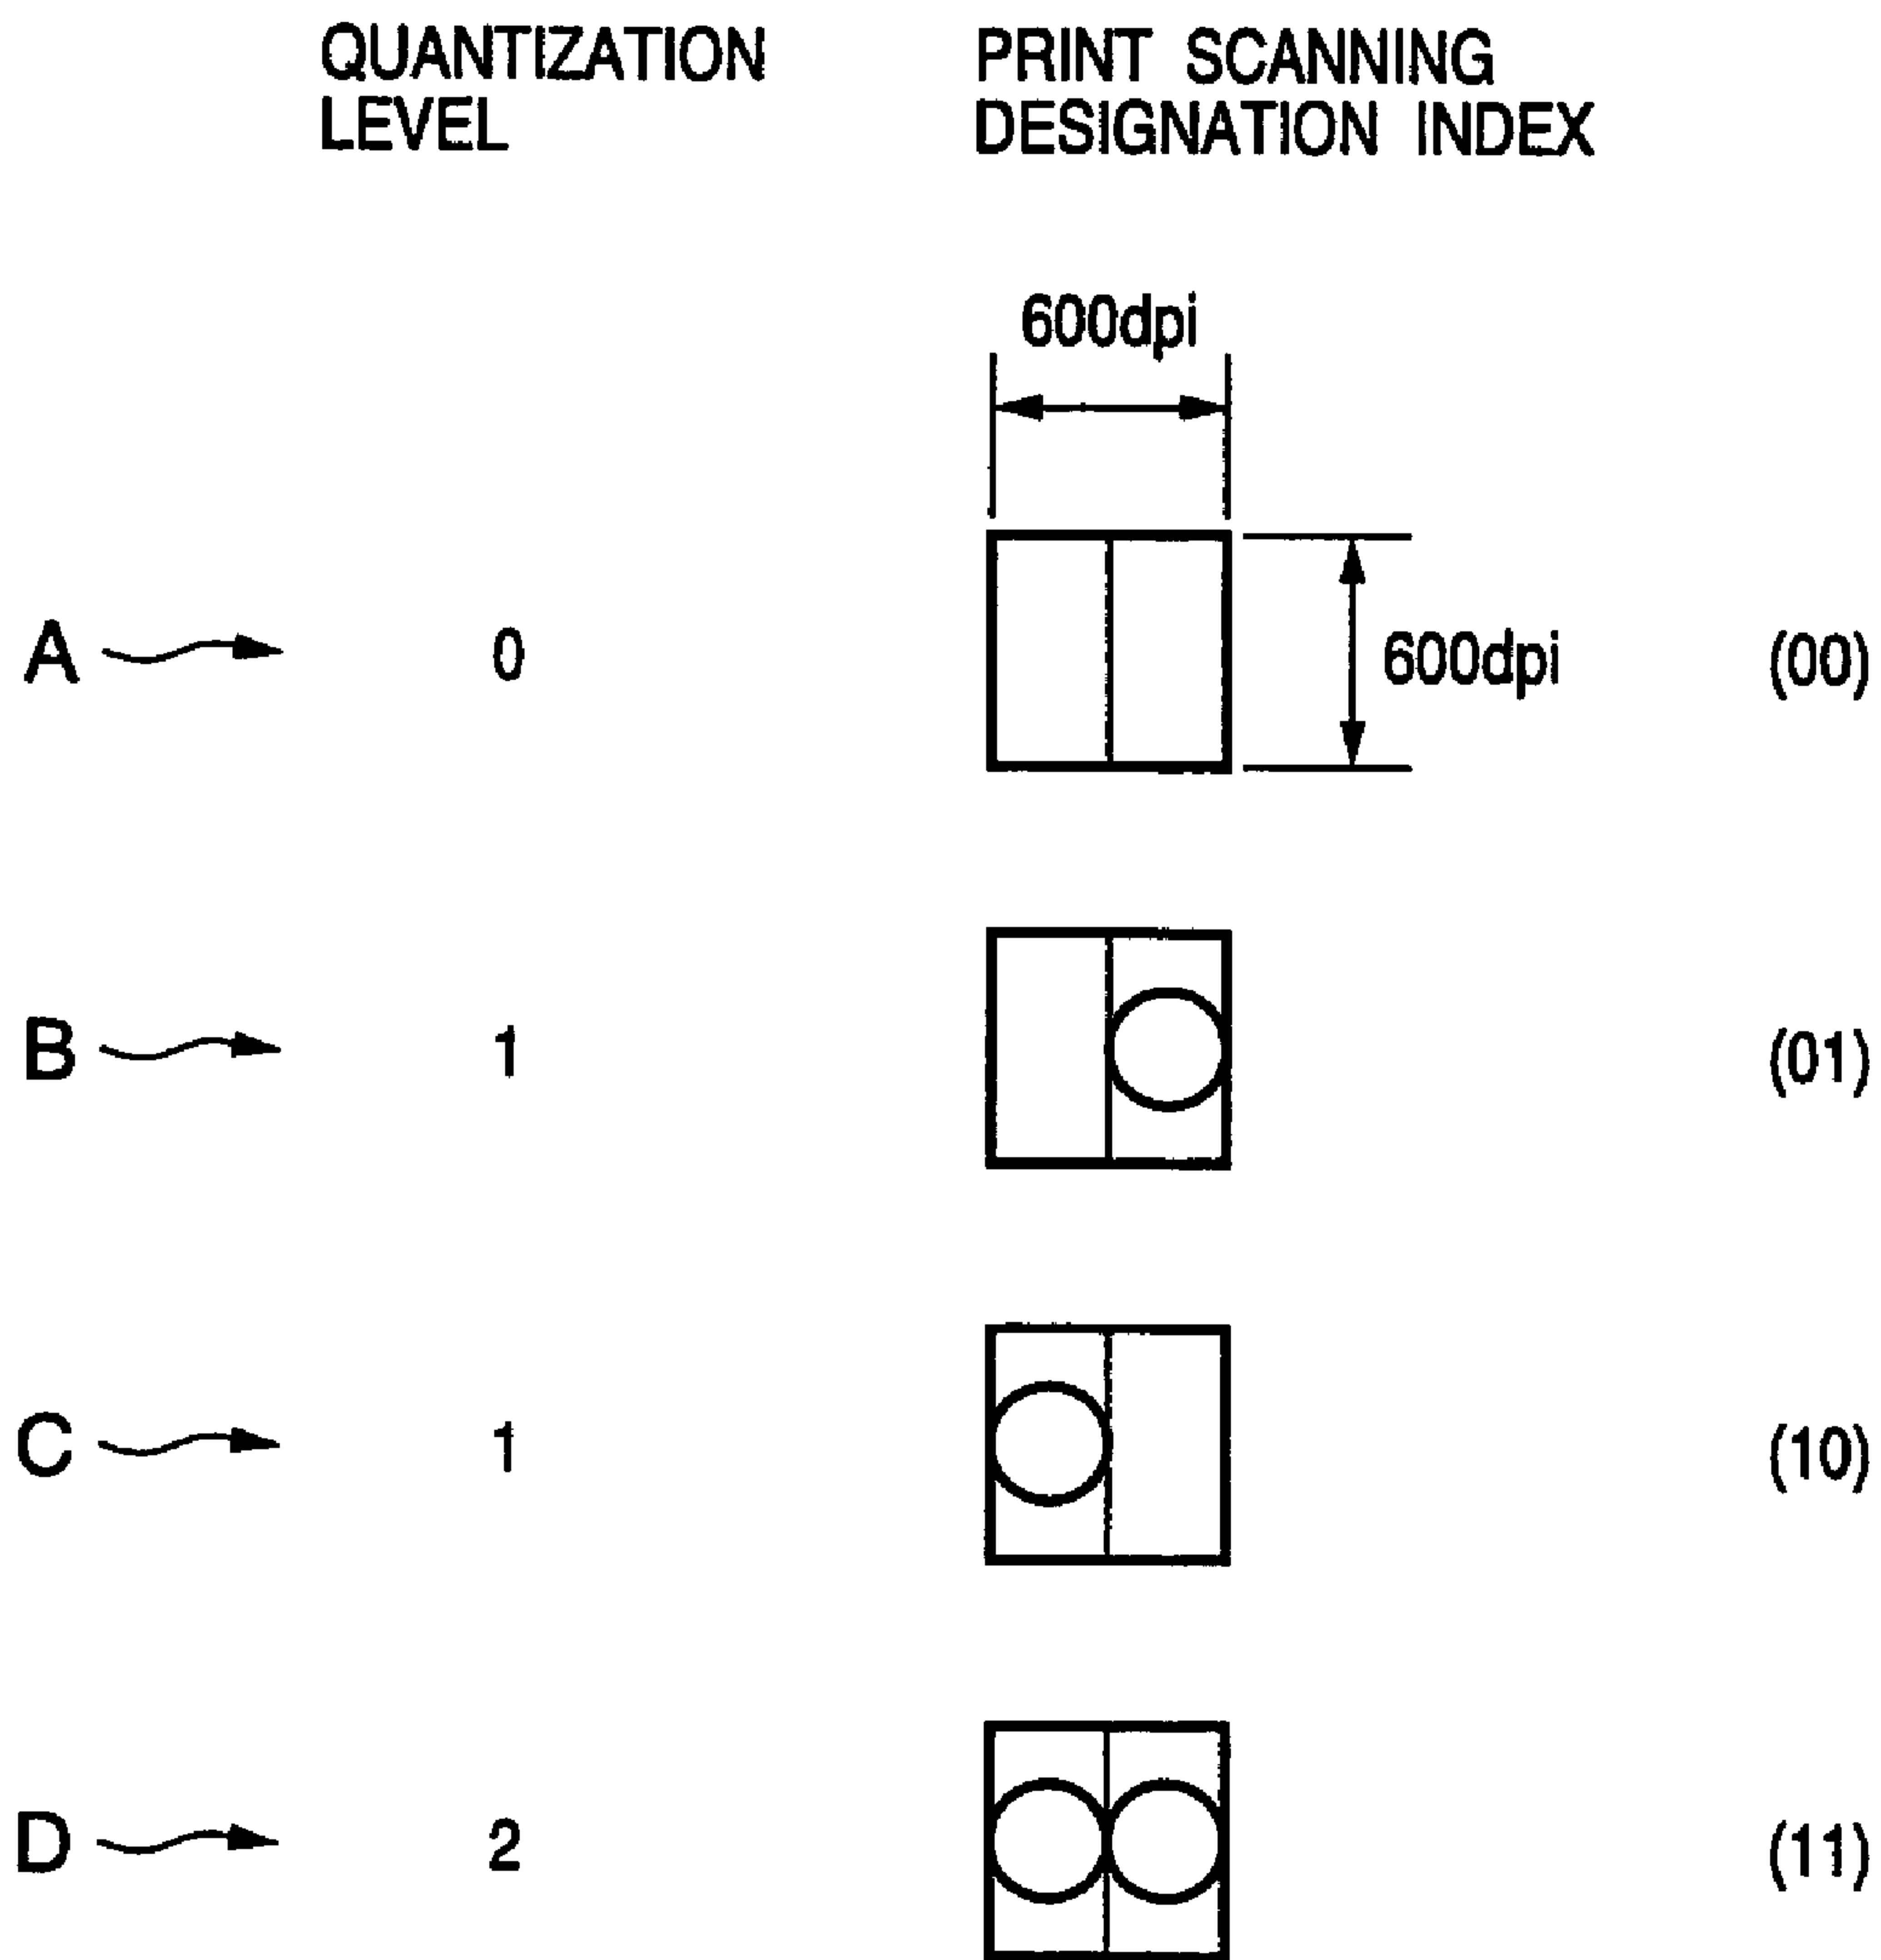 QUANTIZATION LEVEL
PRINT SCANNING DESIGNATION INDEX
600dpi
A 0 600dpi (00)
B 1 (01)
C 1 (10)
D 2 (11)